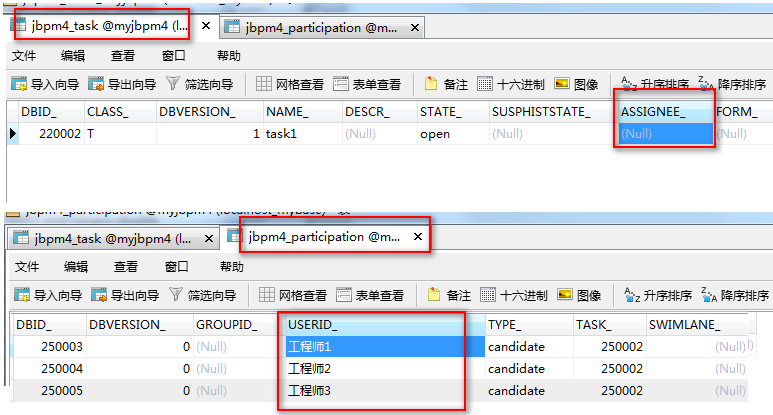 jbpm4_task @myjbpm4 (l... × jbpm4_participation @m... ×
文件 编辑 查看 窗口 帮助
导入向导 导出向导 筛选向导 网格查看 表单查看 备注 十六进制 图像 升序排序 降序排序
DBID_ CLASS_ DBVERSION_ NAME_ DESCR_ STATE_ SUSPHISTSTATE_ ASSIGNEE_ FORM_
220002 T 1 task1 (Null) open (Null) (Null) (Null)
jbpm4_participation @myjbpm4 (localhost_mybase)
jbpm4_task @myjbpm4 (l... × jbpm4_participation @m... ×
文件 编辑 查看 窗口 帮助
导入向导 导出向导 筛选向导 网格查看 表单查看 备注 十六进制 图像 升序排序 降序排序
DBID_ DBVERSION_ GROUPID_ USERID_ TYPE_ TASK_ SWIMLANE_
250003 0 (Null) 工程师1 candidate 250002 (Null)
250004 0 (Null) 工程师2 candidate 250002 (Null)
250005 0 (Null) 工程师3 candidate 250002 (Null)